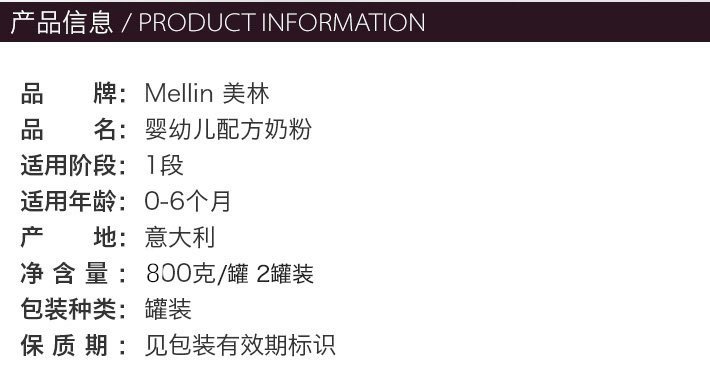 产品信息 / PRODUCT INFORMATION
品 牌：Mellin 美林
品 名：婴幼儿配方奶粉
适用阶段：1段
适用年龄：0-6个月
产 地：意大利
净 含 量：800克/罐 2罐装
包装种类：罐装
保 质 期：见包装有效期标识